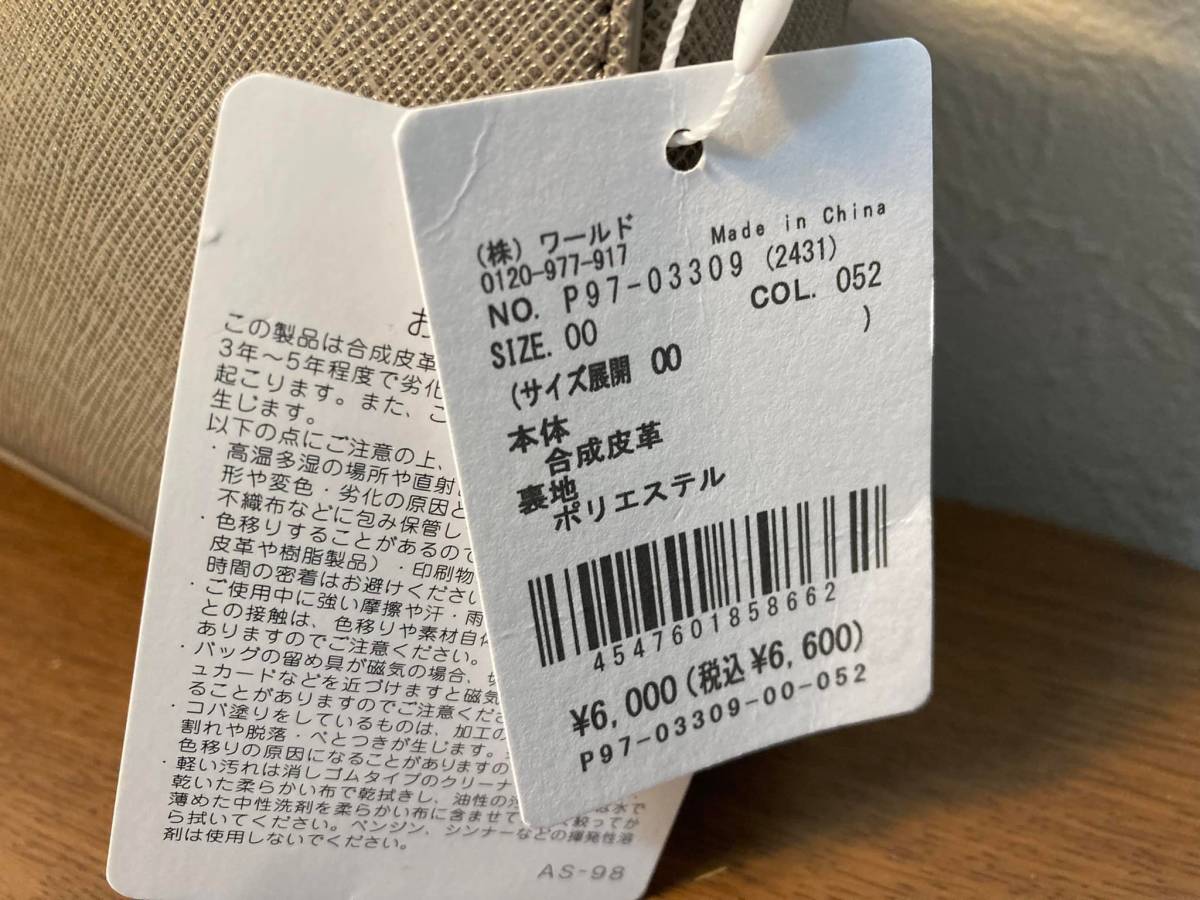 (株) ワールド
Made in China
0120-977-917
NO. P97-03309 (2431)
SIZE. 00 COL. 052
(サイズ展開 00 )
本体
合成皮革
裏地
ポリエステル
4547601858662
¥6,000(税込¥6,600)
P97-03309-00-052
お
この製品は合成皮革
3年～5年程度で劣化
起こります。また、こ
生じます。
以下の点にご注意の上、
・高温多湿の場所や直射
形や変色・劣化の原因と
不織布などに包み保管し
・色移りすることがあるので
皮革や樹脂製品）・印刷物
時間の密着はお避けください
・ご使用中に強い摩擦や汗・雨
との接触は、色移りや素材自体
ありますのでご注意ください。
・バッグの留め具が磁気の場合、
ュカードなどを近づけますと磁気
ることがありますのでご注意くださ
・コバ塗りをしているものは、加工の
割れや脱落・べとつきが生じます。
色移りの原因になることがありますの
・軽い汚れは消しゴムタイプのクリーナ
乾いた柔らかい布で乾拭きし、油性の
薄めた中性洗剤を柔らかい布に含ませて 絞ってか
ら拭いてください。ベンジン、シンナーなどの揮発性溶
剤は使用しないでください。
AS-98